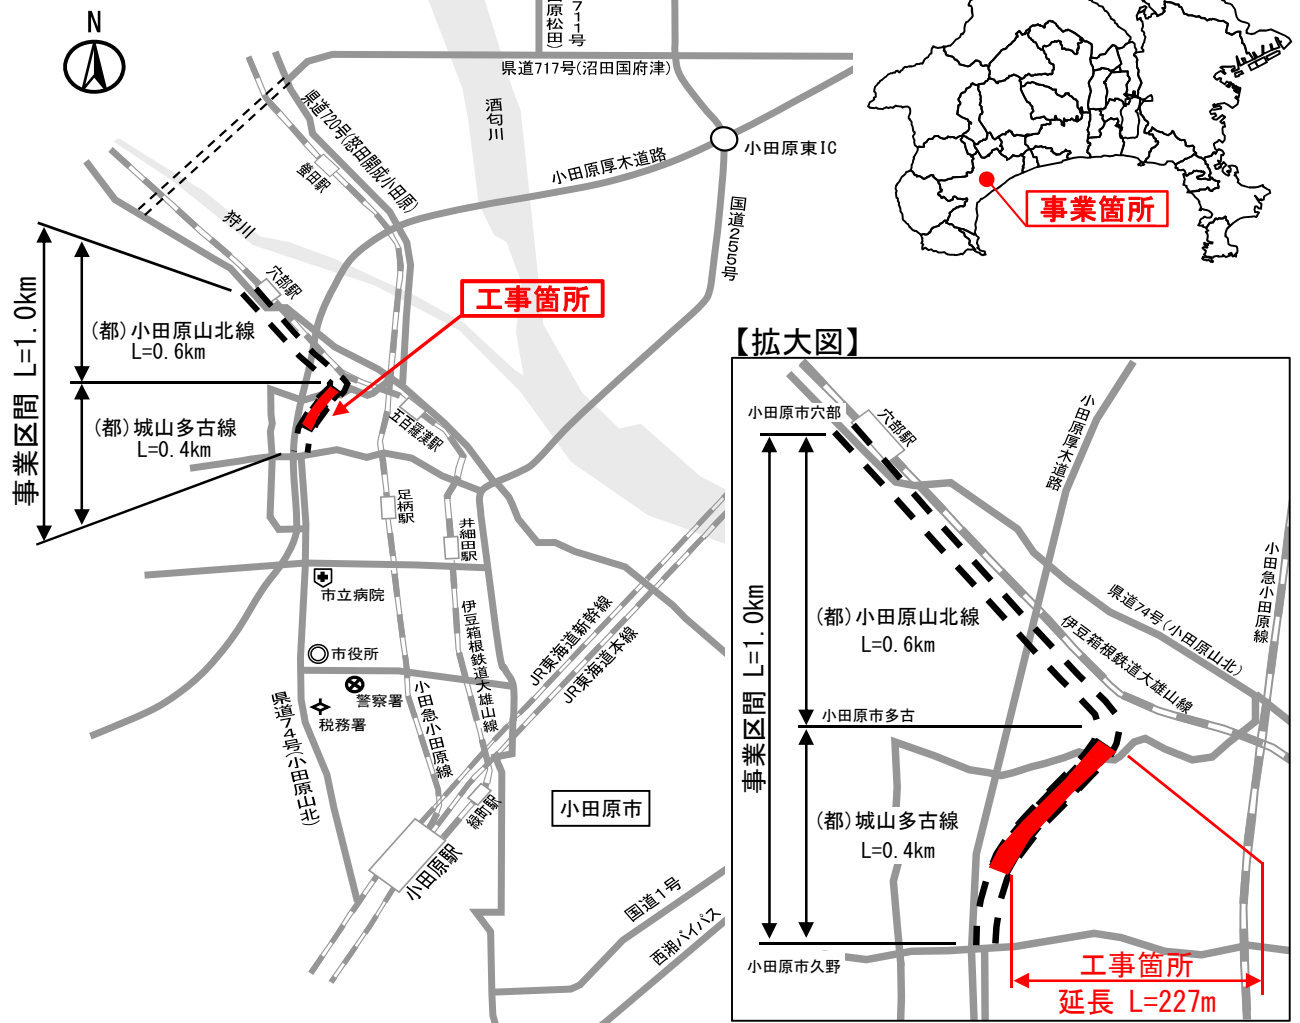 N
原松田)
711号
県道717号(沼田国府津)
酒匂川
県道720号(怒田開成小田原)
螢田駅
小田原厚木道路
小田原東IC
国道255号
事業箇所
狩川
穴部駅
工事箇所
事業区間 L=1.0km
(都)小田原山北線
L=0.6km
(都)城山多古線
L=0.4km
五百羅漢駅
足柄駅
井細田駅
市立病院
市役所
警察署
税務署
県道74号(小田原山北)
小田急小田原線
伊豆箱根鉄道大雄山線
JR東海道新幹線
JR東海道本線
緑町駅
小田原駅
小田原市
国道1号
西湘バイパス
【拡大図】
小田原市穴部
穴部駅
小田原厚木道路
小田急小田原線
県道74号(小田原山北)
伊豆箱根鉄道大雄山線
事業区間 L=1.0km
(都)小田原山北線
L=0.6km
小田原市多古
(都)城山多古線
L=0.4km
小田原市久野
工事箇所
延長 L=227m